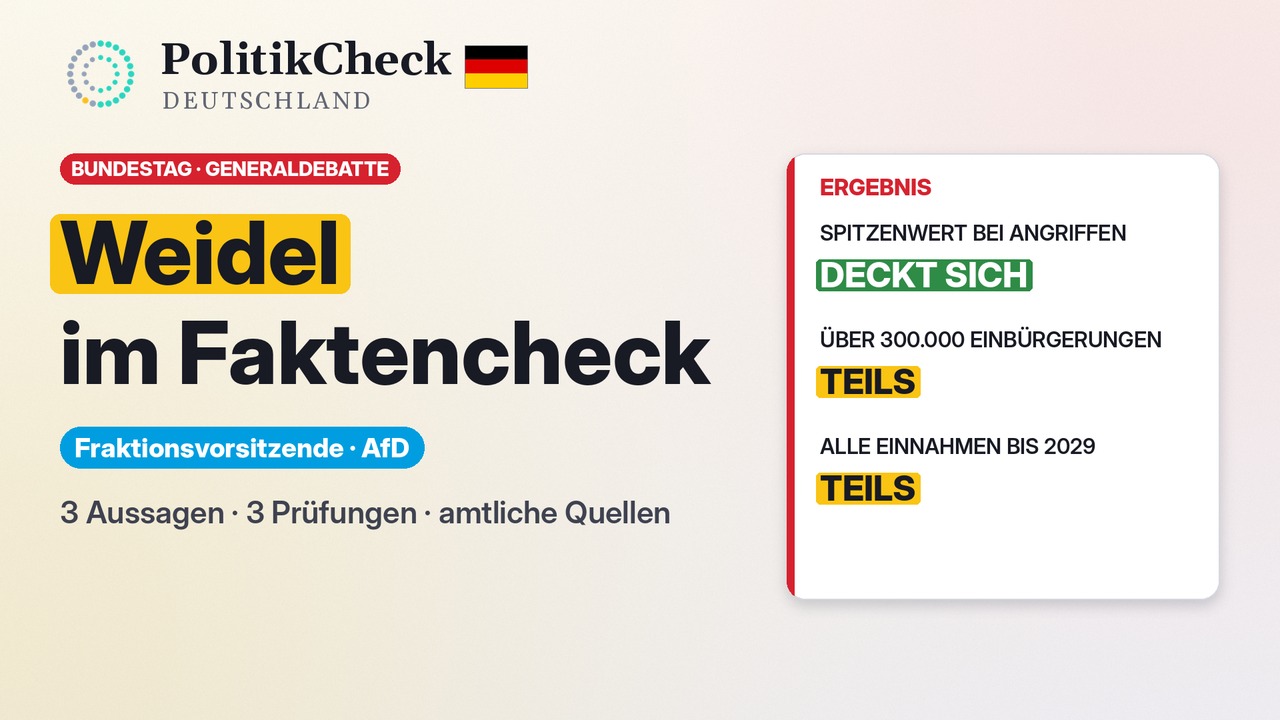 PolitikCheck
DEUTSCHLAND
BUNDESTAG · GENERALDEBATTE
Weidel
im Faktencheck
Fraktionsvorsitzende · AfD
3 Aussagen · 3 Prüfungen · amtliche Quellen
ERGEBNIS
SPITZENWERT BEI ANGRIFFEN
DECKT SICH
ÜBER 300.000 EINBÜRGERUNGEN
TEILS
ALLE EINNAHMEN BIS 2029
TEILS